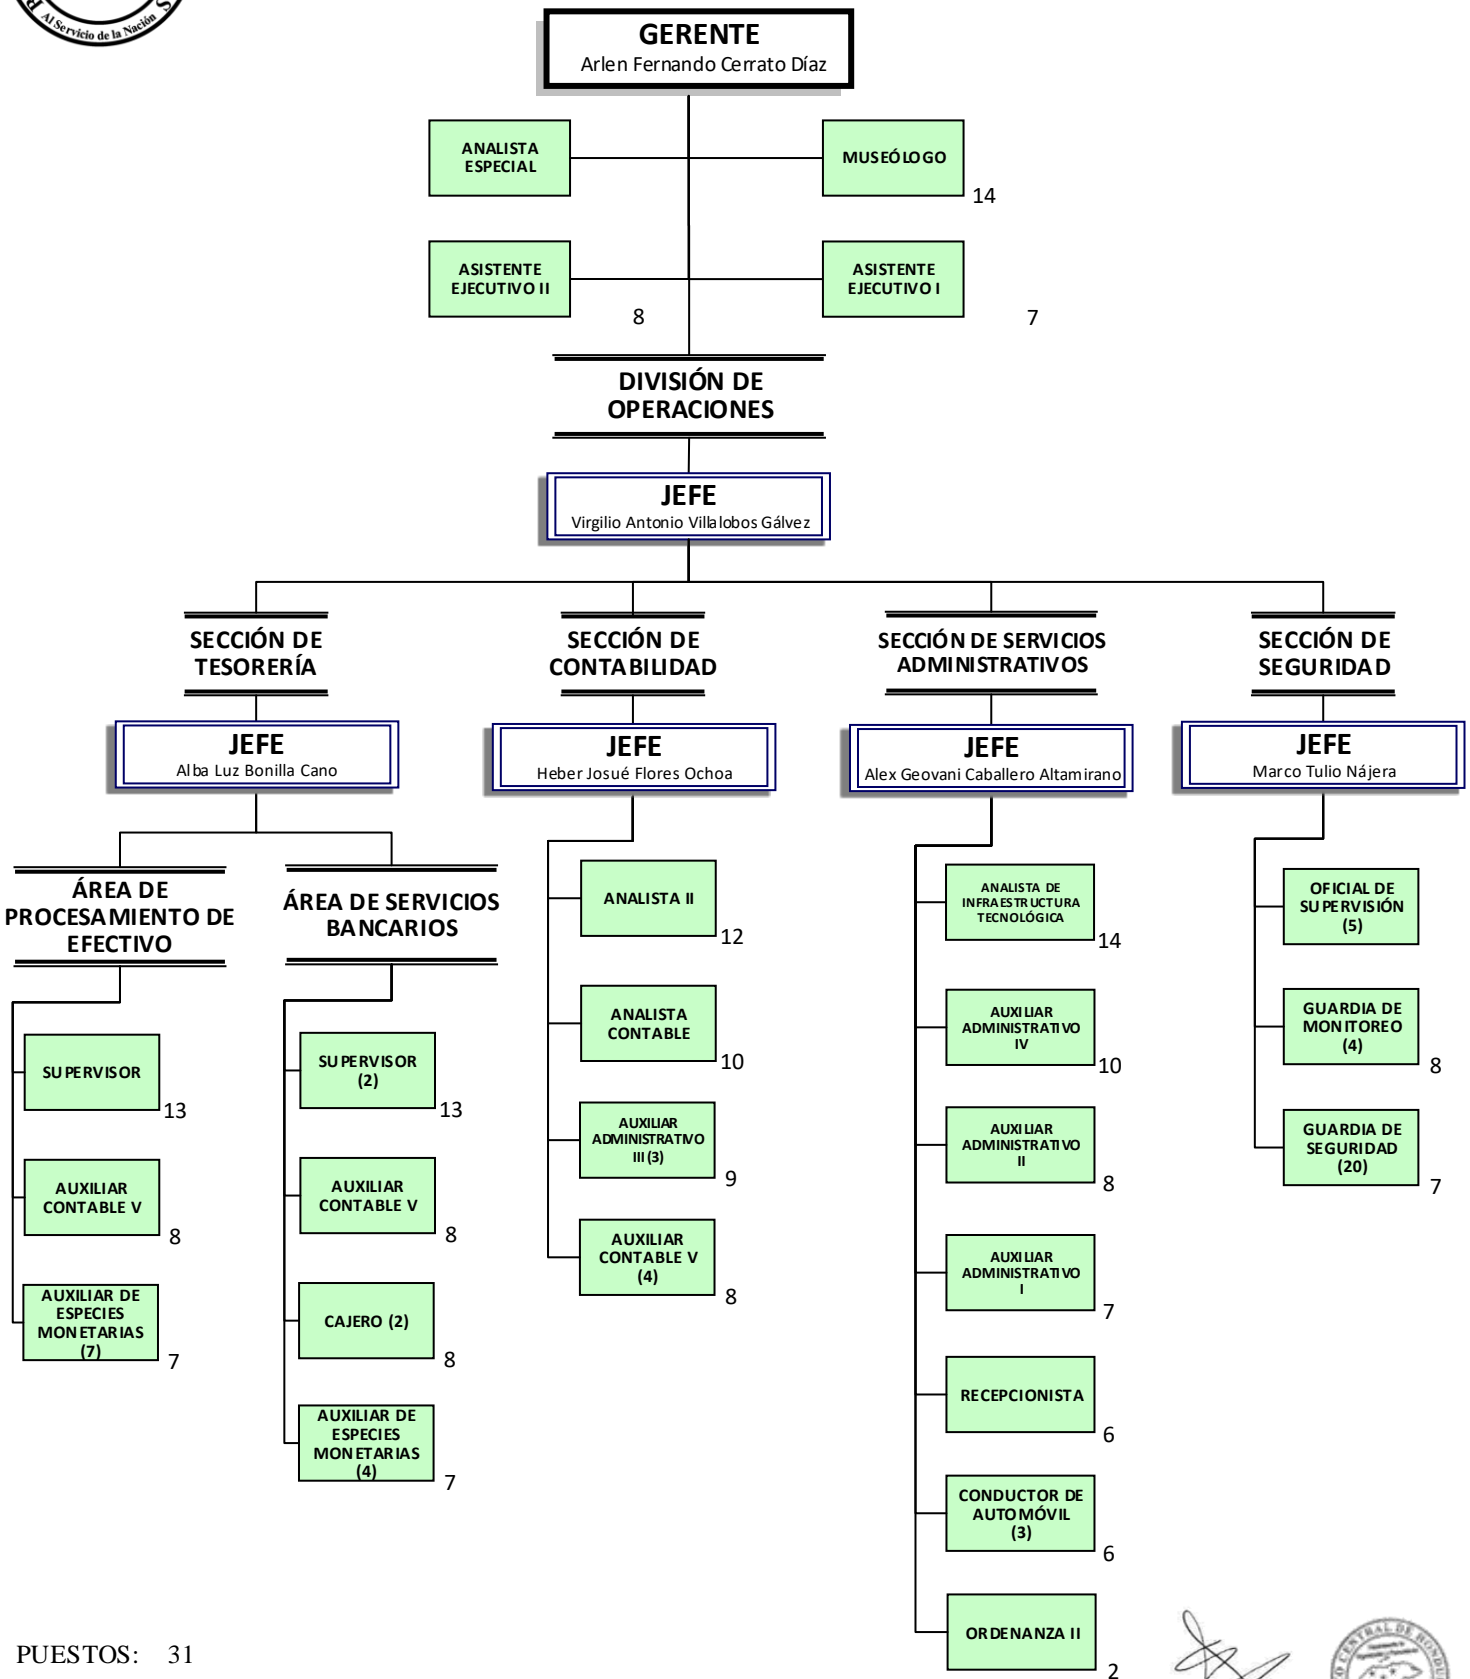 Al Servicio de la Nación
GERENTE
Arlen Fernando Cerrato Díaz
ANALISTA
ESPECIAL
MUSEÓLOGO
14
ASISTENTE
EJECUTIVO II
8
ASISTENTE
EJECUTIVO I
7
DIVISIÓN DE
OPERACIONES
JEFE
Virgilio Antonio Villalobos Gálvez
SECCIÓN DE
TESORERÍA
JEFE
Alba Luz Bonilla Cano
ÁREA DE
PROCESAMIENTO DE
EFECTIVO
SUPERVISOR
13
AUXILIAR
CONTABLE V
8
AUXILIAR DE
ESPECIES
MONETARIAS
(7)
7
ÁREA DE SERVICIOS
BANCARIOS
SUPERVISOR
(2)
13
AUXILIAR
CONTABLE V
8
CAJERO (2)
8
AUXILIAR DE
ESPECIES
MONETARIAS
(4)
7
SECCIÓN DE
CONTABILIDAD
JEFE
Heber Josué Flores Ochoa
ANALISTA II
12
ANALISTA
CONTABLE
10
AUXILIAR
ADMINISTRATIVO
III (3)
9
AUXILIAR
CONTABLE V
(4)
8
SECCIÓN DE SERVICIOS
ADMINISTRATIVOS
JEFE
Alex Geovani Caballero Altamirano
ANALISTA DE
INFRAESTRUCTURA
TECNOLÓGICA
14
AUXILIAR
ADMINISTRATIVO
IV
10
AUXILIAR
ADMINISTRATIVO
II
8
AUXILIAR
ADMINISTRATIVO
I
7
RECEPCIONISTA
6
CONDUCTOR DE
AUTOMÓVIL
(3)
6
ORDENANZA II
2
SECCIÓN DE
SEGURIDAD
JEFE
Marco Tulio Nájera
OFICIAL DE
SUPERVISIÓN
(5)
GUARDIA DE
MONITOREO
(4)
8
GUARDIA DE
SEGURIDAD
(20)
7
PUESTOS: 31
CENTRAL DE